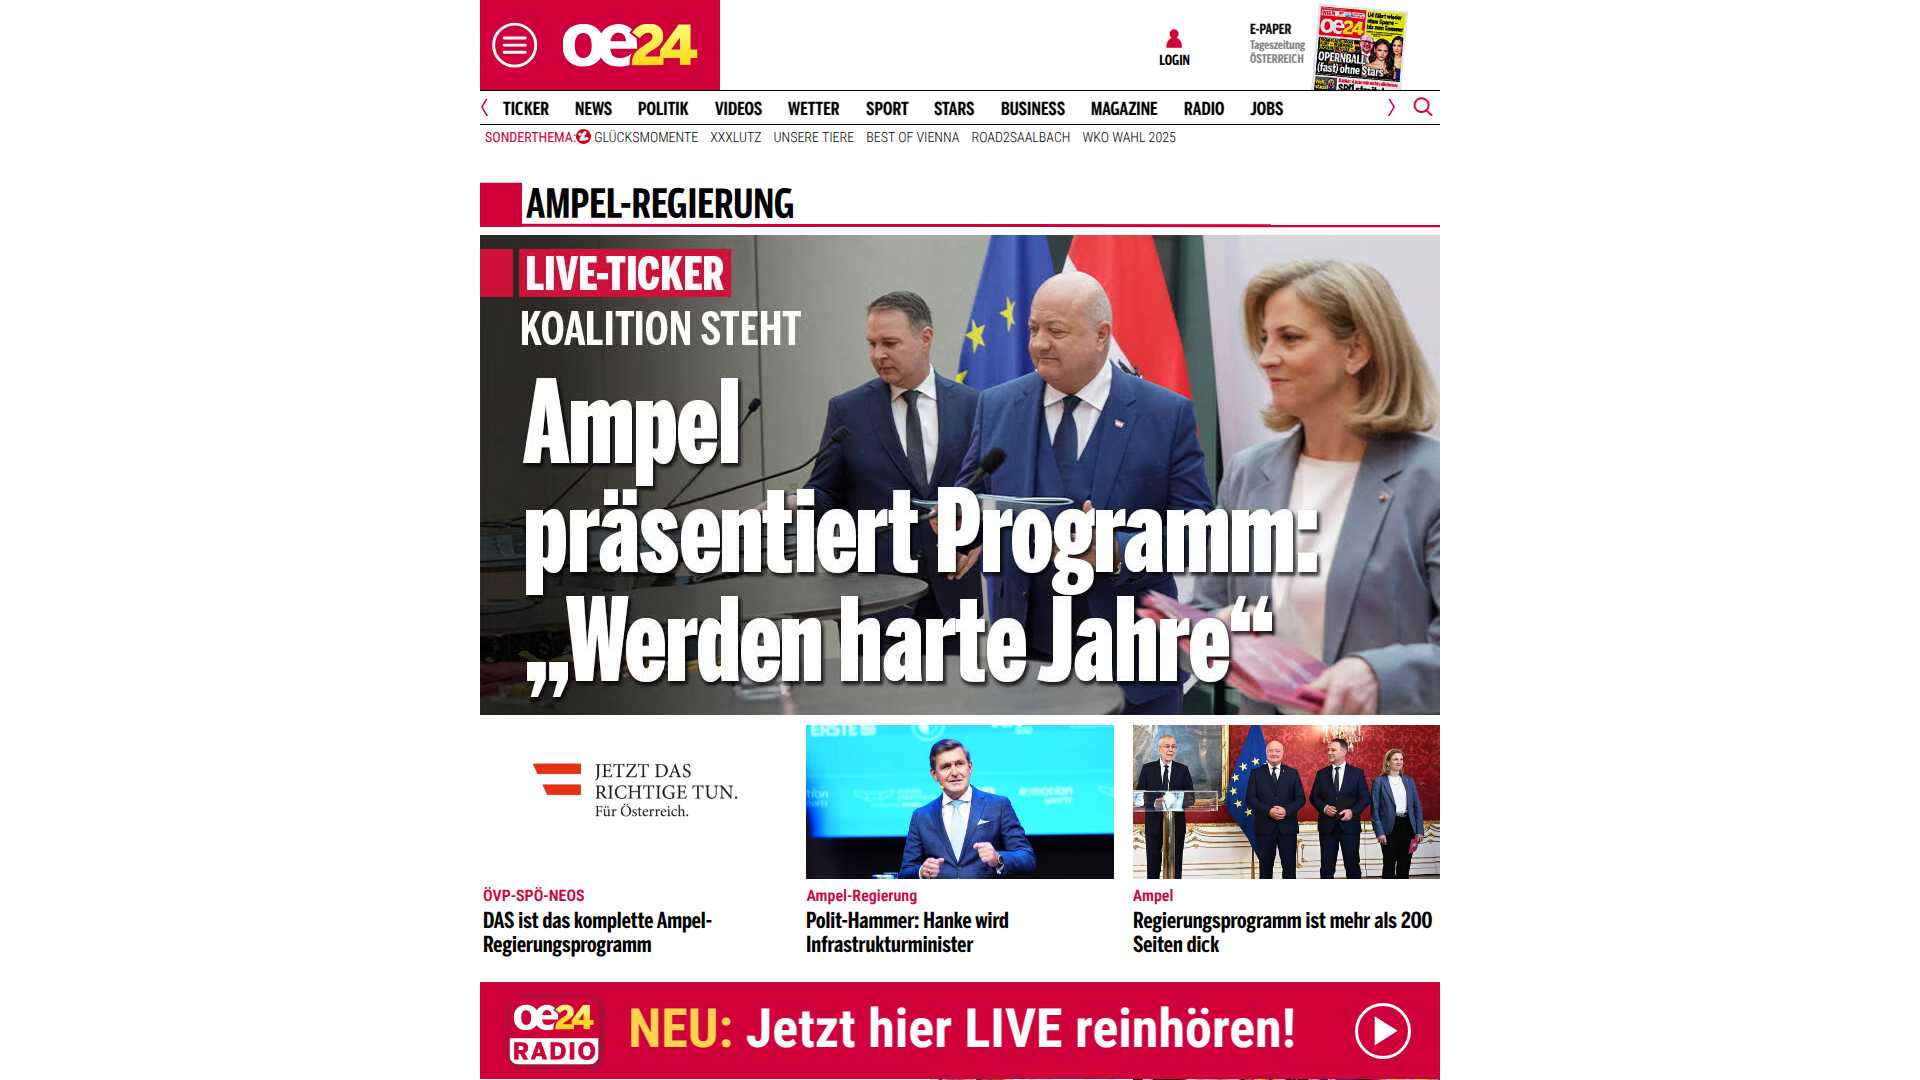 oe24
LOGIN
E-PAPER
Tageszeitung
ÖSTERREICH
oe24
OPERNBALL
(fast) ohne Stars
TICKER NEWS POLITIK VIDEOS WETTER SPORT STARS BUSINESS MAGAZINE RADIO JOBS
SONDERTHEMA: GLÜCKSMOMENTE XXXLUTZ UNSERE TIERE BEST OF VIENNA ROAD2SAALBACH WKO WAHL 2025
AMPEL-REGIERUNG
LIVE-TICKER
KOALITION STEHT
Ampel
präsentiert Programm:
„Werden harte Jahre“
JETZT DAS
RICHTIGE TUN.
Für Österreich.
ERSTE
ÖVP-SPÖ-NEOS
DAS ist das komplette Ampel-
Regierungsprogramm
Ampel-Regierung
Polit-Hammer: Hanke wird
Infrastrukturminister
Ampel
Regierungsprogramm ist mehr als 200
Seiten dick
oe24
RADIO
NEU: Jetzt hier LIVE reinhören!